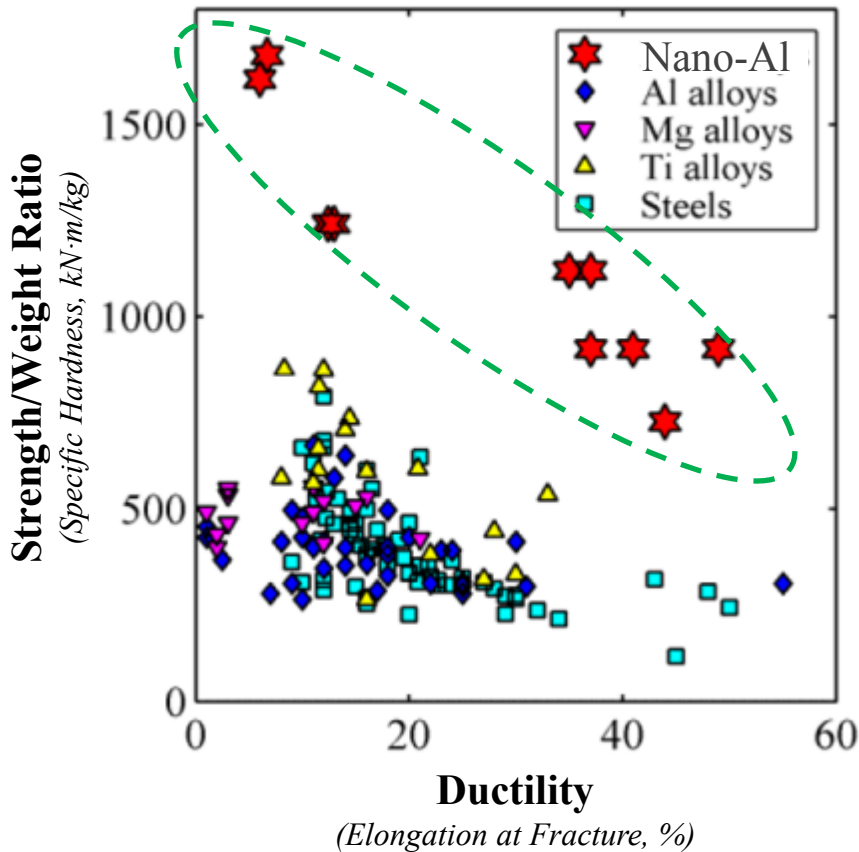 Nano-Al
Al alloys
Mg alloys
Ti alloys
Steels
1500
1000
500
0
0
20
40
60
Strength/Weight Ratio
(Specific Hardness, kN·m/kg)
Ductility
(Elongation at Fracture, %)